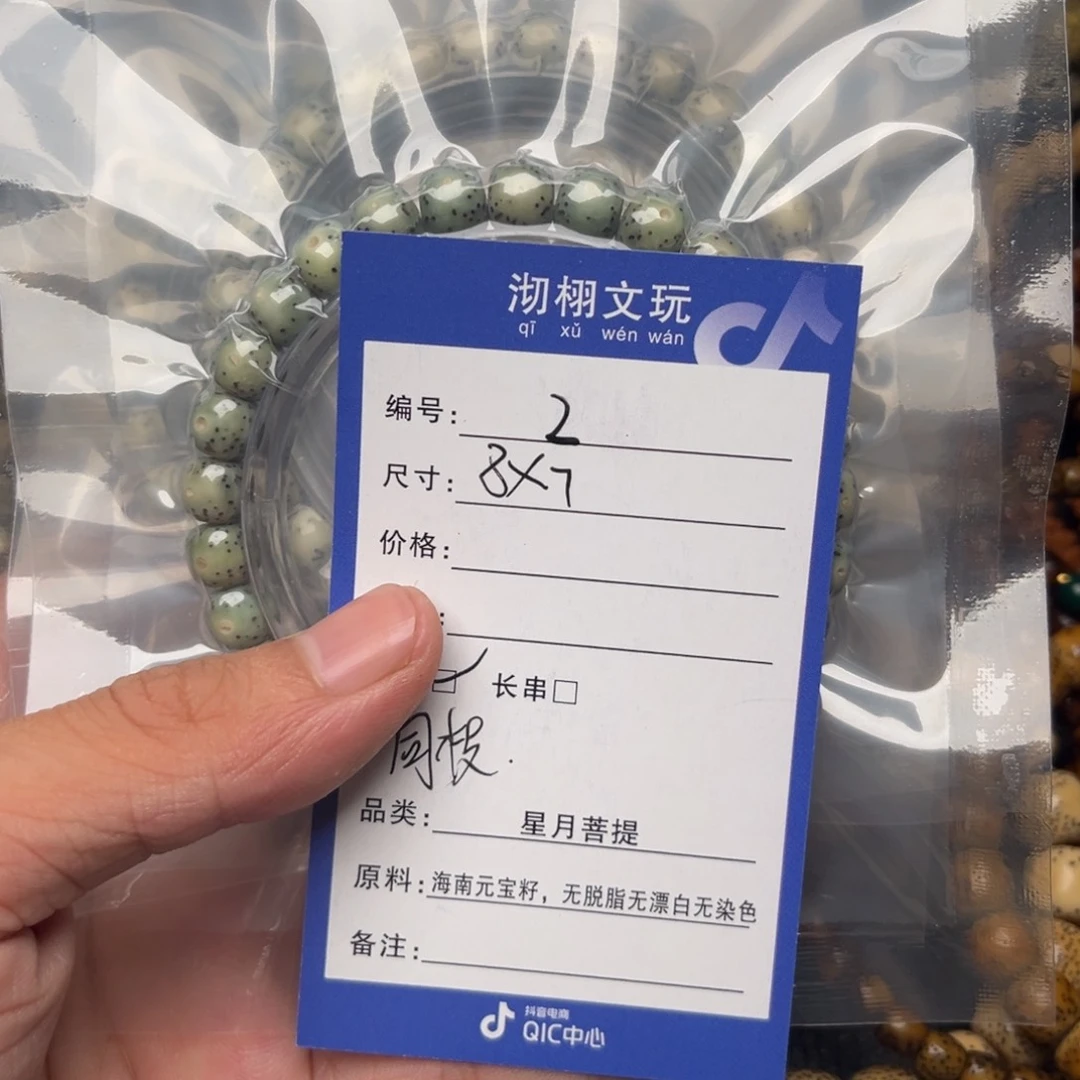 沏栩文玩
qī xǔ wén wán
编号: 2
尺寸: 8X7
价格:
:
长串
同枝.
品类: 星月菩提
原料: 海南元宝籽，无脱脂无漂白无染色
备注:
抖音电商
QIC中心